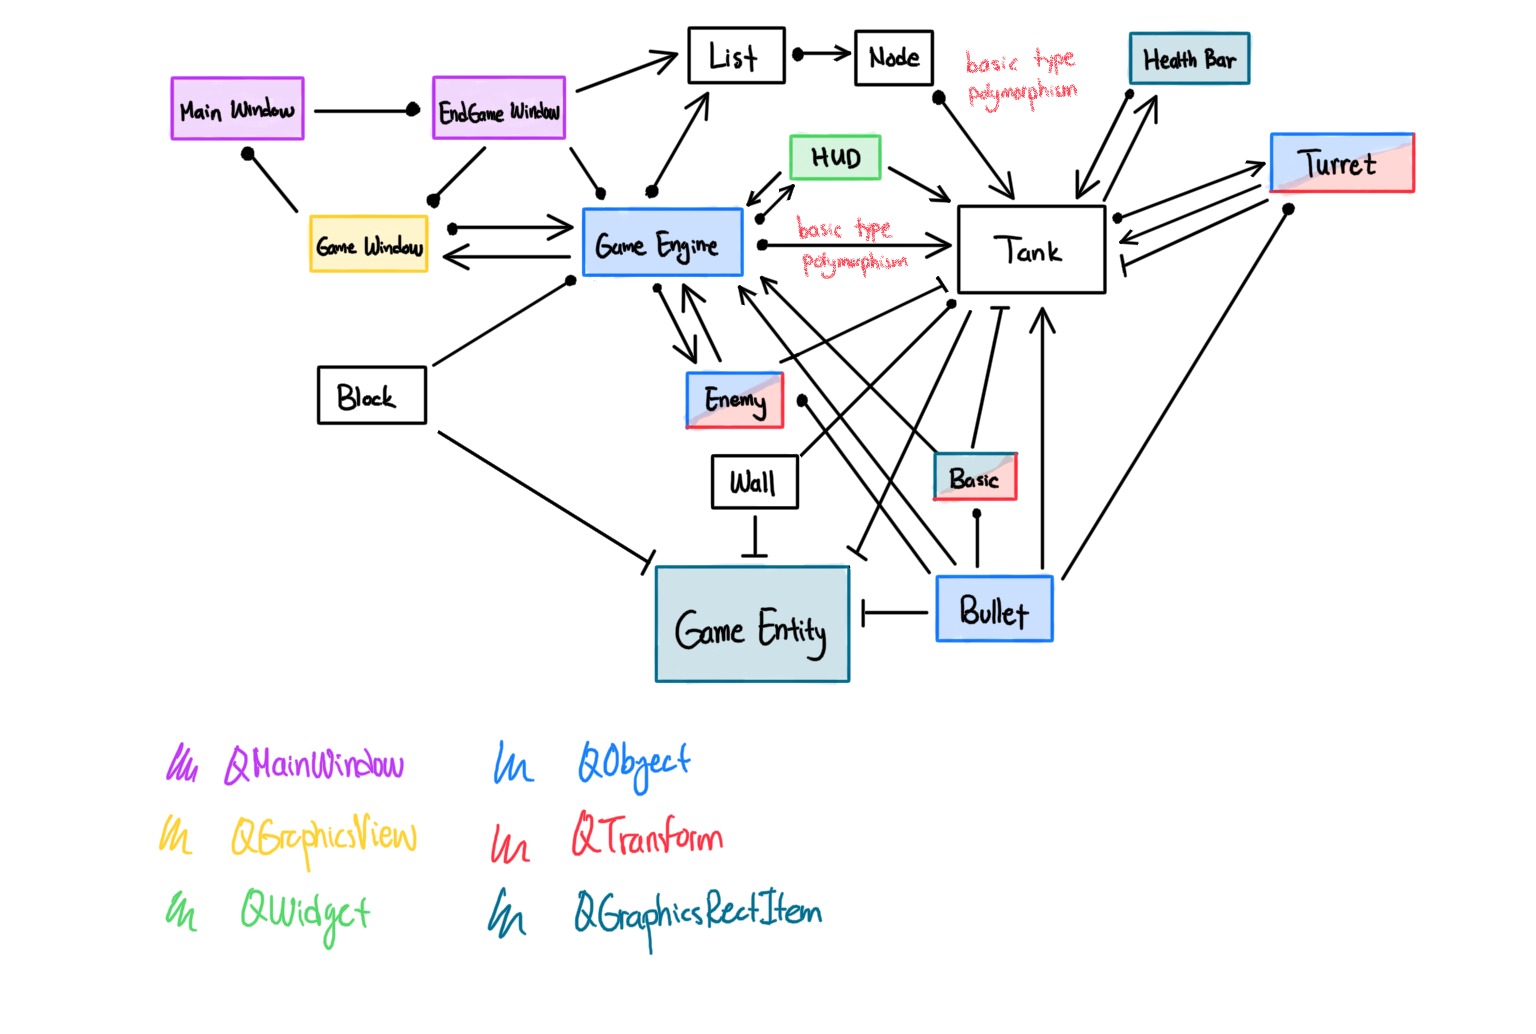 List
Node
basic type
polymorphism
Health Bar
Main Window
EndGame Window
HUD
Turret
Game Window
Game Engine
basic type
polymorphism
Tank
Block
Enemy
Wall
Basic
Game Entity
Bullet
QMainWindow
QObject
QGraphicsView
QTransform
QWidget
QGraphicsRectItem